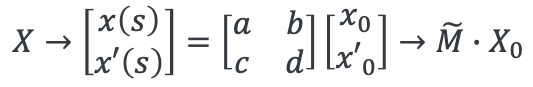 X → [x(s) x′(s)] = [a b c d] [x₀ x′₀] → M̃ · X₀